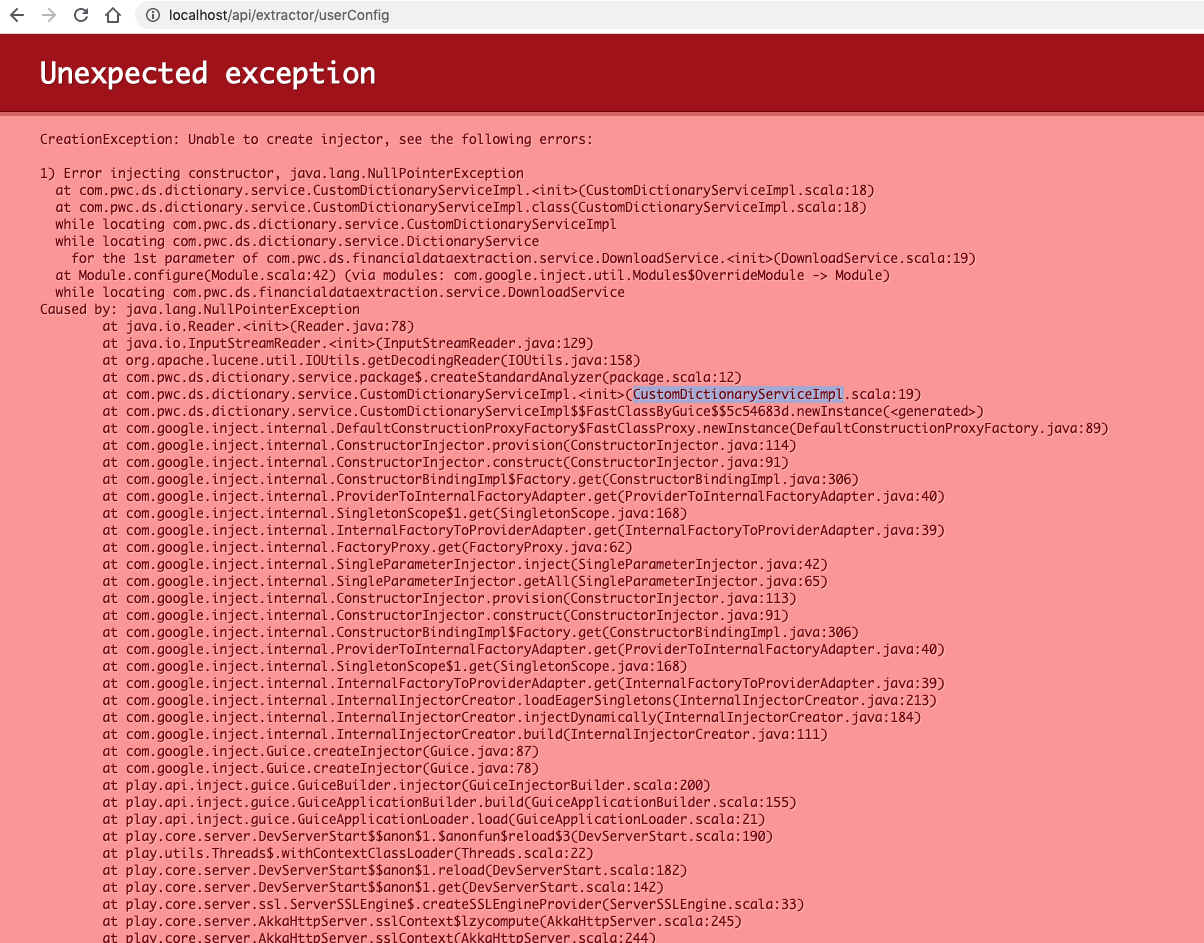 localhost/api/extractor/userConfig
Unexpected exception
CreationException: Unable to create injector, see the following errors:
1) Error injecting constructor, java.lang.NullPointerException
at com.pwc.ds.dictionary.service.CustomDictionaryServiceImpl.<init>(CustomDictionaryServiceImpl.scala:18)
at com.pwc.ds.dictionary.service.CustomDictionaryServiceImpl.class(CustomDictionaryServiceImpl.scala:18)
while locating com.pwc.ds.dictionary.service.CustomDictionaryServiceImpl
while locating com.pwc.ds.dictionary.service.DictionaryService
for the 1st parameter of com.pwc.ds.financialdataextraction.service.DownloadService.<init>(DownloadService.scala:19)
at Module.configure(Module.scala:42) (via modules: com.google.inject.util.Modules$OverrideModule -> Module)
while locating com.pwc.ds.financialdataextraction.service.DownloadService
Caused by: java.lang.NullPointerException
at java.io.Reader.<init>(Reader.java:78)
at java.io.InputStreamReader.<init>(InputStreamReader.java:129)
at org.apache.lucene.util.IOUtils.getDecodingReader(IOUtils.java:158)
at com.pwc.ds.dictionary.service.package$.createStandardAnalyzer(package.scala:12)
at com.pwc.ds.dictionary.service.CustomDictionaryServiceImpl.<init>(CustomDictionaryServiceImpl.scala:19)
at com.pwc.ds.dictionary.service.CustomDictionaryServiceImpl$$FastClassByGuice$$5c54683d.newInstance(<generated>)
at com.google.inject.internal.DefaultConstructionProxyFactory$FastClassProxy.newInstance(DefaultConstructionProxyFactory.java:89)
at com.google.inject.internal.ConstructorInjector.provision(ConstructorInjector.java:114)
at com.google.inject.internal.ConstructorInjector.construct(ConstructorInjector.java:91)
at com.google.inject.internal.ConstructorBindingImpl$Factory.get(ConstructorBindingImpl.java:306)
at com.google.inject.internal.ProviderToInternalFactoryAdapter.get(ProviderToInternalFactoryAdapter.java:40)
at com.google.inject.internal.SingletonScope$1.get(SingletonScope.java:168)
at com.google.inject.internal.InternalFactoryToProviderAdapter.get(InternalFactoryToProviderAdapter.java:39)
at com.google.inject.internal.FactoryProxy.get(FactoryProxy.java:62)
at com.google.inject.internal.SingleParameterInjector.inject(SingleParameterInjector.java:42)
at com.google.inject.internal.SingleParameterInjector.getAll(SingleParameterInjector.java:65)
at com.google.inject.internal.ConstructorInjector.provision(ConstructorInjector.java:113)
at com.google.inject.internal.ConstructorInjector.construct(ConstructorInjector.java:91)
at com.google.inject.internal.ConstructorBindingImpl$Factory.get(ConstructorBindingImpl.java:306)
at com.google.inject.internal.ProviderToInternalFactoryAdapter.get(ProviderToInternalFactoryAdapter.java:40)
at com.google.inject.internal.SingletonScope$1.get(SingletonScope.java:168)
at com.google.inject.internal.InternalFactoryToProviderAdapter.get(InternalFactoryToProviderAdapter.java:39)
at com.google.inject.internal.InternalInjectorCreator.loadEagerSingletons(InternalInjectorCreator.java:213)
at com.google.inject.internal.InternalInjectorCreator.injectDynamically(InternalInjectorCreator.java:184)
at com.google.inject.internal.InternalInjectorCreator.build(InternalInjectorCreator.java:111)
at com.google.inject.Guice.createInjector(Guice.java:87)
at com.google.inject.Guice.createInjector(Guice.java:78)
at play.api.inject.guice.GuiceBuilder.injector(GuiceInjectorBuilder.scala:200)
at play.api.inject.guice.GuiceApplicationBuilder.build(GuiceApplicationBuilder.scala:155)
at play.api.inject.guice.GuiceApplicationLoader.load(GuiceApplicationLoader.scala:21)
at play.core.server.DevServerStart$$anon$1.$anonfun$reload$3(DevServerStart.scala:190)
at play.utils.Threads$.withContextClassLoader(Threads.scala:22)
at play.core.server.DevServerStart$$anon$1.reload(DevServerStart.scala:182)
at play.core.server.DevServerStart$$anon$1.get(DevServerStart.scala:142)
at play.core.server.ssl.ServerSSLEngine$.createSSLEngineProvider(ServerSSLEngine.scala:33)
at play.core.server.AkkaHttpServer.sslContext$lzycompute(AkkaHttpServer.scala:245)
at play.core.server.AkkaHttpServer.sslContext(AkkaHttpServer.scala:244)